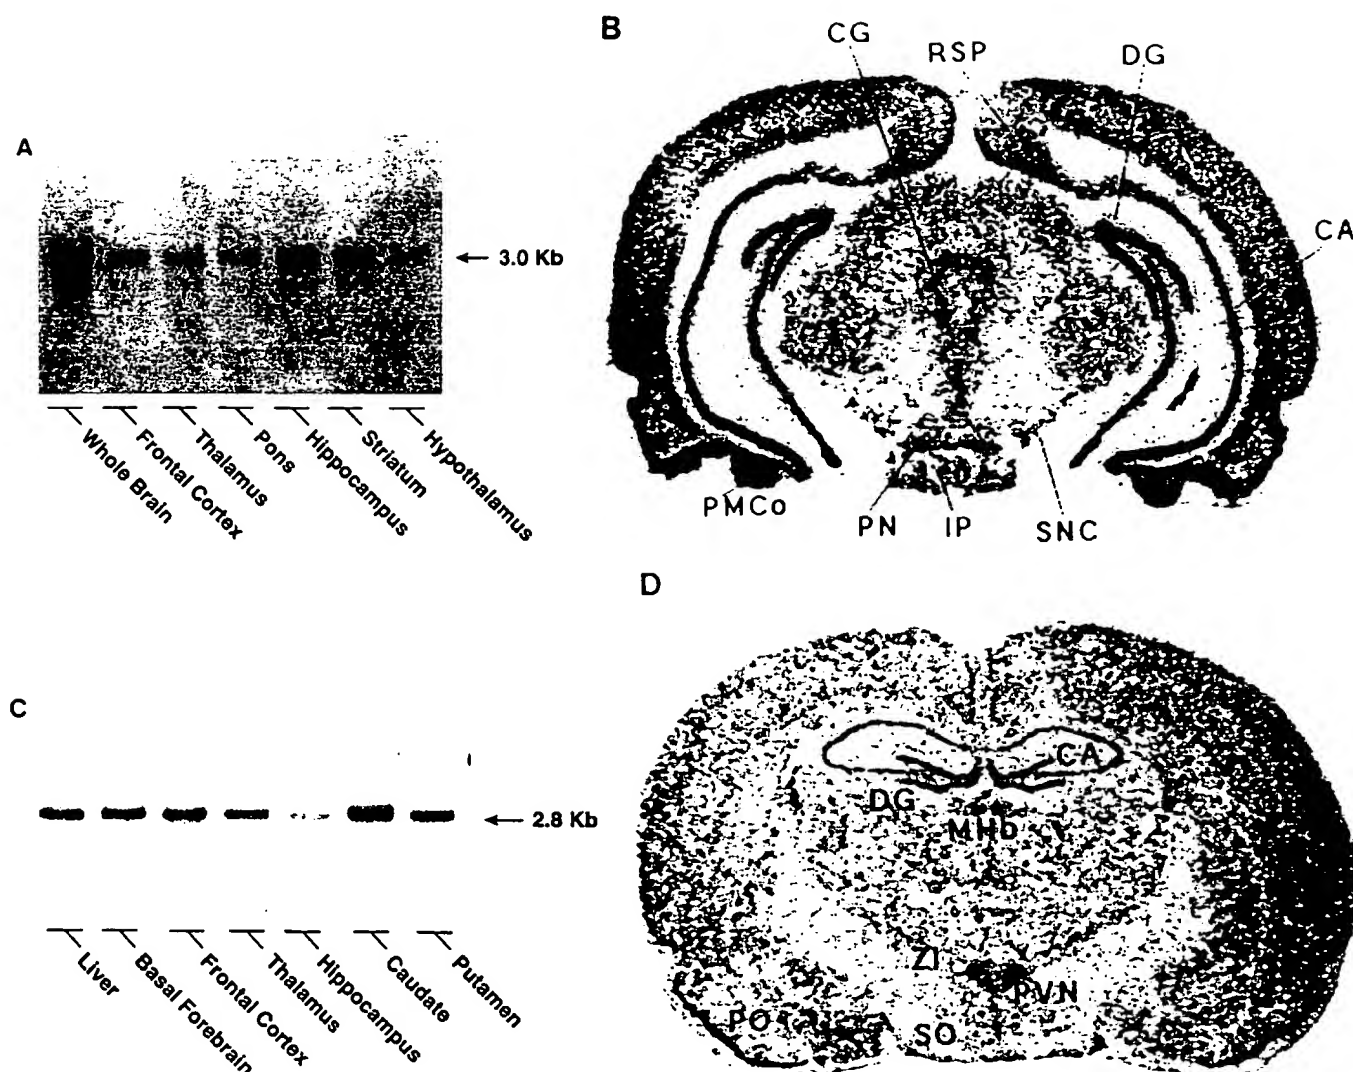 A
← 3.0 Kb
Whole Brain
Frontal Cortex
Thalamus
Pons
Hippocampus
Striatum
Hypothalamus
B
CG
RSP
DG
CA
PMCo
PN
IP
SNC
C
← 2.8 Kb
Liver
Basal Forebrain
Frontal Cortex
Thalamus
Hippocampus
Caudate
Putamen
D
CA
DG
MHb
ZI
PVN
PO
SO